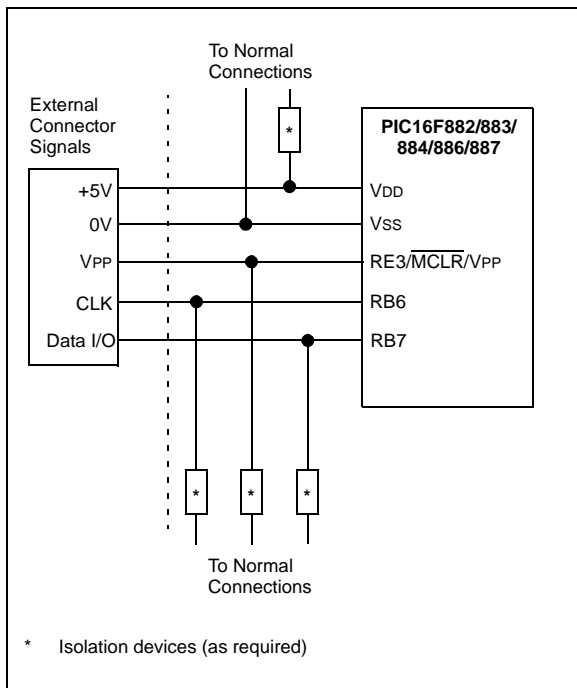 To Normal
Connections
External
Connector
Signals
*
PIC16F882/883/
884/886/887
+5V
VDD
0V
VSS
VPP
RE3/MCLR/VPP
CLK
RB6
Data I/O
RB7
*
*
*
To Normal
Connections
* Isolation devices (as required)